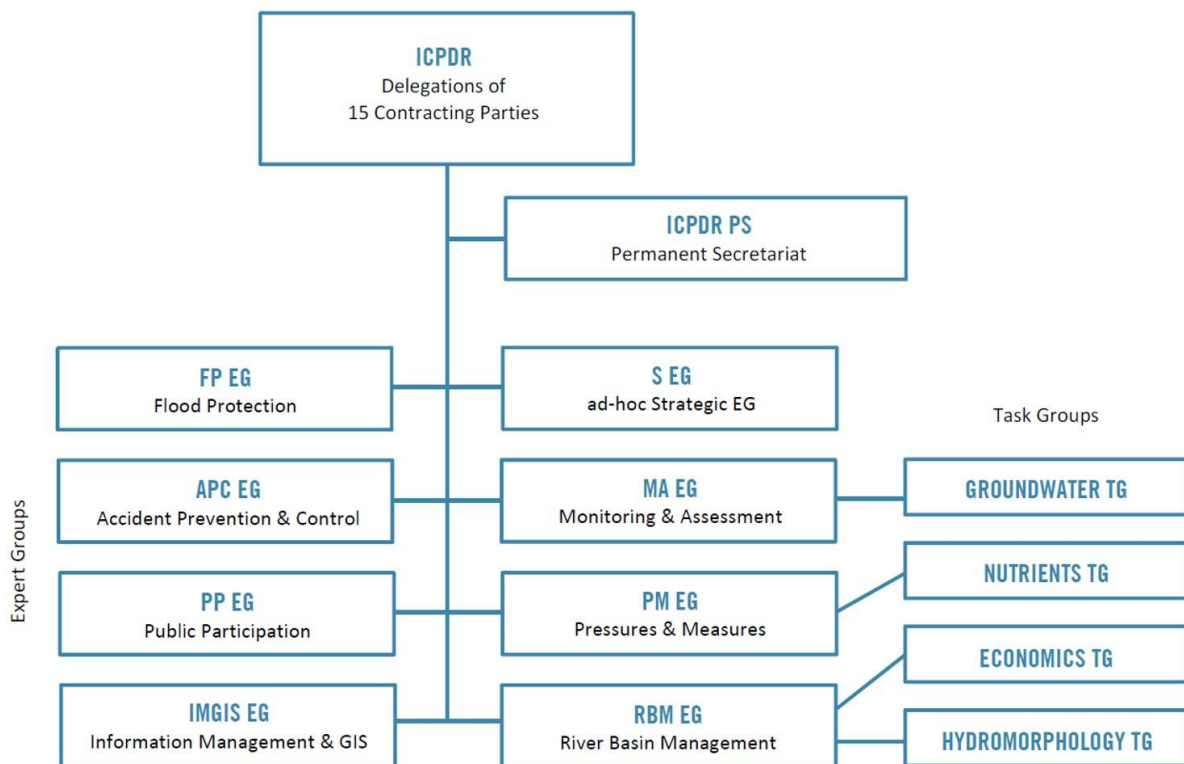 ICPDR
Delegations of
15 Contracting Parties
ICPDR PS
Permanent Secretariat
Expert Groups
FP EG
Flood Protection
S EG
ad-hoc Strategic EG
Task Groups
APC EG
Accident Prevention & Control
MA EG
Monitoring & Assessment
GROUNDWATER TG
PP EG
Public Participation
PM EG
Pressures & Measures
NUTRIENTS TG
ECONOMICS TG
IMGIS EG
Information Management & GIS
RBM EG
River Basin Management
HYDROMORPHOLOGY TG